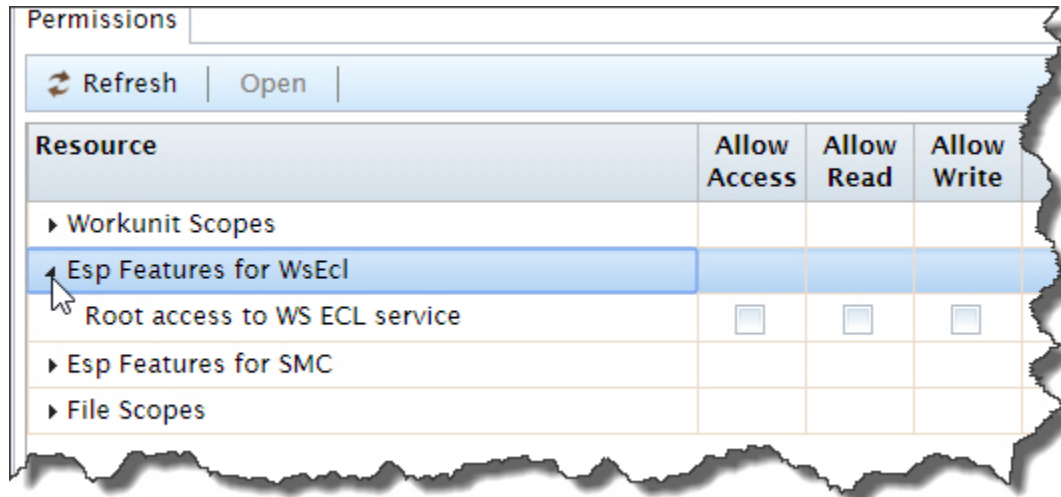 Permissions
Refresh | Open |
Resource Allow Access Allow Read Allow Write
Workunit Scopes
Esp Features for WsEcl
Root access to WS ECL service
Esp Features for SMC
File Scopes